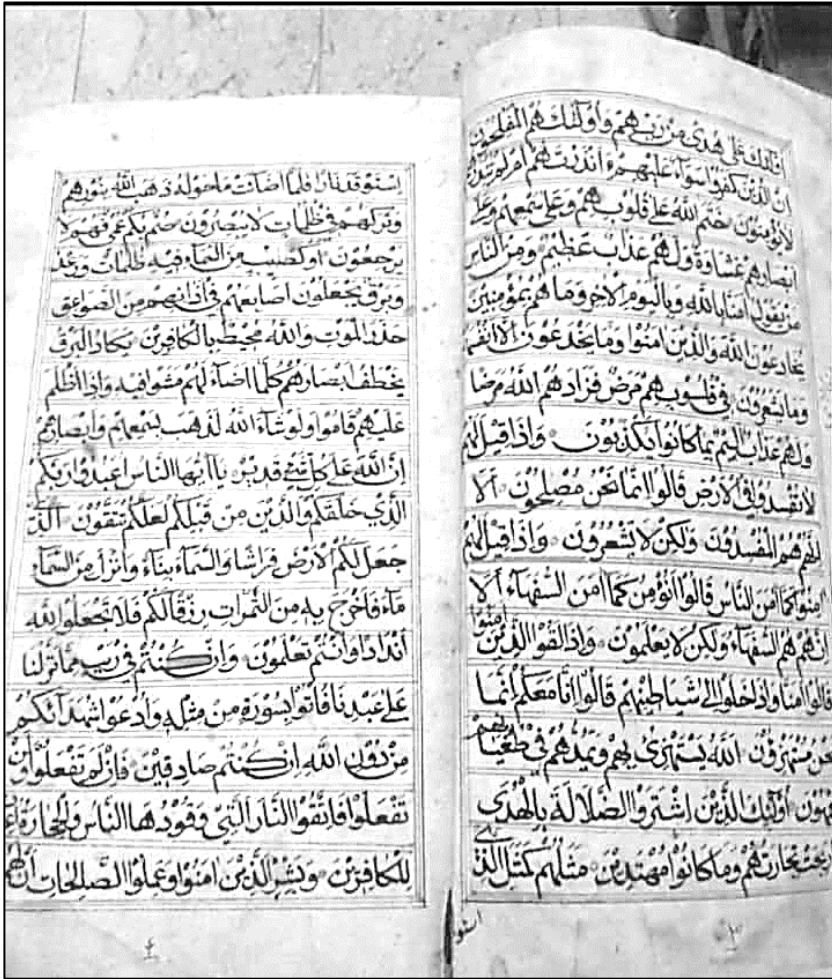 اولئك على هدى من ربهم واولئك هم المفلحون
ان الذين كفروا سواء عليهم ءانذرتهم ام لم تنذرهم
لا يؤمنون ختم الله على قلوبهم وعلى سمعهم وعلى
ابصارهم غشاوة ولهم عذاب عظيم ومن الناس
من يقول امنا بالله وباليوم الاخر وما هم بمؤمنين
يخادعون الله والذين امنوا وما يخدعون الا انفسهم
وما يشعرون في قلوبهم مرض فزادهم الله مرضا
ولهم عذاب اليم بما كانوا يكذبون واذا قيل لهم
لا تفسدوا في الارض قالوا انما نحن مصلحون الا
انهم هم المفسدون ولكن لا يشعرون واذا قيل لهم
امنوا كما امن الناس قالوا انؤمن كما امن السفهاء الا
انهم هم السفهاء ولكن لا يعلمون واذا لقوا الذين امنوا
قالوا امنا واذا خلوا الى شياطينهم قالوا انا معكم انما
نحن مستهزؤن الله يستهزئ بهم ويمدهم في طغيانهم
يعمهون اولئك الذين اشتروا الضلالة بالهدى
فما ربحت تجارتهم وما كانوا مهتدين مثلهم كمثل الذي
٣
استو
استوقد نارا فلما اضاءت ما حوله ذهب الله بنورهم
وتركهم في ظلمات لا يبصرون صم بكم عمي فهم لا
يرجعون او كصيب من السماء فيه ظلمات ورعد
وبرق يجعلون اصابعهم في اذانهم من الصواعق
حذر الموت والله محيط بالكافرين يكاد البرق
يخطف ابصارهم كلما اضاء لهم مشوا فيه واذا اظلم
عليهم قاموا ولو شاء الله لذهب بسمعهم وابصارهم
ان الله على كل شئ قدير يا ايها الناس اعبدوا ربكم
الذي خلقكم والذين من قبلكم لعلكم تتقون الذي
جعل لكم الارض فراشا والسماء بناء وانزل من السماء
ماء فاخرج به من الثمرات رزقا لكم فلا تجعلوا لله
اندادا وانتم تعلمون وان كنتم في ريب مما نزلنا
على عبدنا فاتوا بسورة من مثله وادعوا شهداءكم
من دون الله ان كنتم صادقين فان لم تفعلوا ولن
تفعلوا فاتقوا النار التي وقودها الناس والحجارة اعدت
للكافرين وبشر الذين امنوا وعملوا الصالحات ان لهم
٤